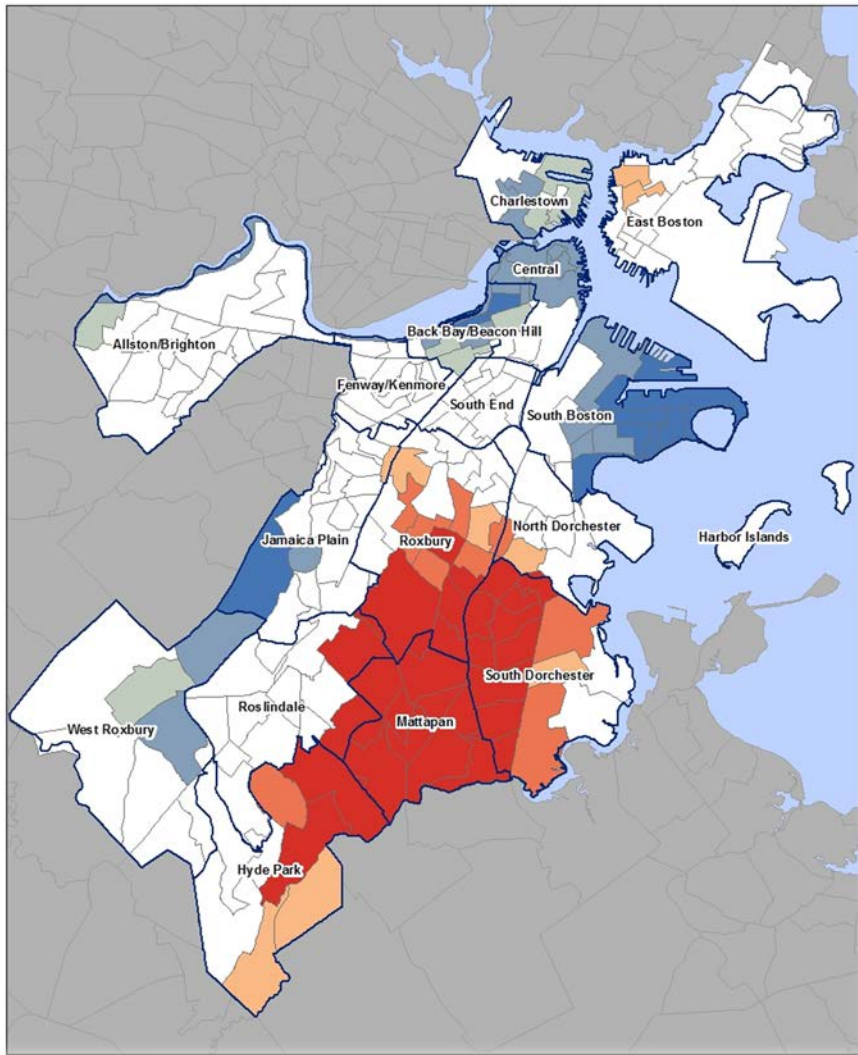 Charlestown
East Boston
Central
Back Bay/Beacon Hill
Allston/Brighton
Fenway/Kenmore
South End
South Boston
North Dorchester
Harbor Islands
Jamaica Plain
Roxbury
South Dorchester
Roslindale
Mattapan
West Roxbury
Hyde Park